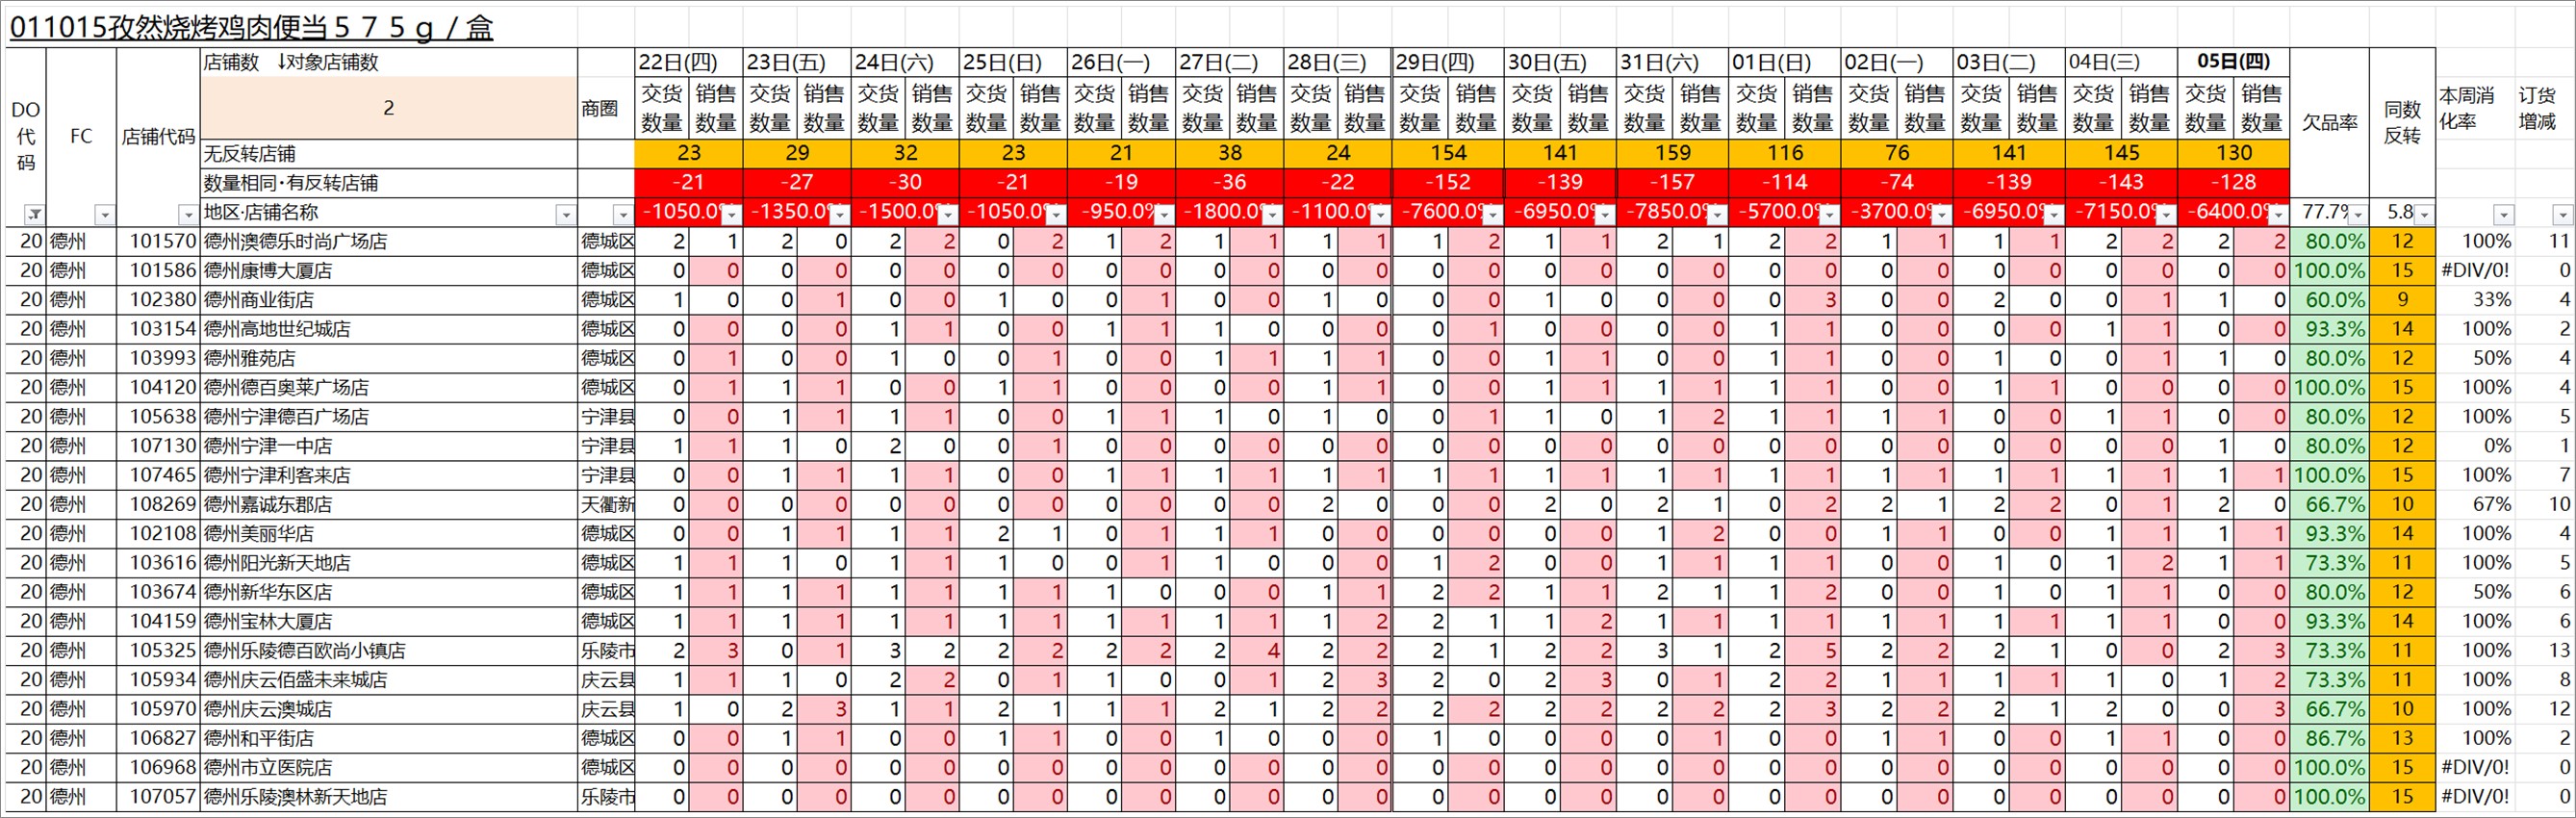 011015孜然烧烤鸡肉便当５７５ｇ／盒
店铺数 ↓对象店铺数 22日(四) 23日(五) 24日(六) 25日(日) 26日(一) 27日(二) 28日(三) 29日(四) 30日(五) 31日(六) 01日(日) 02日(一) 03日(二) 04日(三) 05日(四)
DO代码 FC 店铺代码 2 商圈 交货数量 销售数量 交货数量 销售数量 交货数量 销售数量 交货数量 销售数量 交货数量 销售数量 交货数量 销售数量 交货数量 销售数量 交货数量 销售数量 交货数量 销售数量 交货数量 销售数量 交货数量 销售数量 交货数量 销售数量 交货数量 销售数量 交货数量 销售数量 交货数量 销售数量 欠品率 同数反转 本周消化率 订货增减
无反转店铺 23 29 32 23 21 38 24 154 141 159 116 76 141 145 130
数量相同·有反转店铺 -21 -27 -30 -21 -19 -36 -22 -152 -139 -157 -114 -74 -139 -143 -128
地区·店铺名称 -1050.0% -1350.0% -1500.0% -1050.0% -950.0% -1800.0% -1100.0% -7600.0% -6950.0% -7850.0% -5700.0% -3700.0% -6950.0% -7150.0% -6400.0% 77.7% 5.8
20 德州 101570 德州澳德乐时尚广场店 德城区 2 1 2 0 2 2 0 2 1 2 1 1 1 1 1 2 1 1 2 1 2 2 1 1 1 1 2 2 2 2 80.0% 12 100% 11
20 德州 101586 德州康博大厦店 德城区 0 0 0 0 0 0 0 0 0 0 0 0 0 0 0 0 0 0 0 0 0 0 0 0 0 0 0 0 0 0 100.0% 15 #DIV/0! 0
20 德州 102380 德州商业街店 德城区 1 0 0 1 0 0 1 0 0 1 0 0 1 0 0 0 1 0 0 0 0 3 0 0 2 0 0 1 1 0 60.0% 9 33% 4
20 德州 103154 德州高地世纪城店 德城区 0 0 0 0 1 1 0 0 1 1 1 0 0 0 0 1 0 0 0 0 1 1 0 0 0 0 1 1 0 0 93.3% 14 100% 2
20 德州 103993 德州雅苑店 德城区 0 1 0 0 1 0 0 1 0 0 1 1 1 1 0 0 1 1 0 0 1 1 0 0 1 0 0 1 1 0 80.0% 12 50% 4
20 德州 104120 德州德百奥莱广场店 德城区 0 1 1 1 0 0 1 1 0 0 0 0 1 1 0 0 1 1 1 1 1 1 0 0 1 1 0 0 0 0 100.0% 15 100% 4
20 德州 105638 德州宁津德百广场店 宁津县 0 0 1 1 1 1 0 0 1 1 1 0 1 0 0 1 1 0 1 2 1 1 1 1 0 0 1 1 0 0 80.0% 12 100% 5
20 德州 107130 德州宁津一中店 宁津县 1 1 1 0 2 0 0 1 0 0 0 0 0 0 0 0 0 0 0 0 0 0 0 0 0 0 0 0 1 0 80.0% 12 0% 1
20 德州 107465 德州宁津利客来店 宁津县 0 0 1 1 1 1 0 0 1 1 1 1 1 1 1 1 1 1 1 1 1 1 1 1 1 1 1 1 1 1 100.0% 15 100% 7
20 德州 108269 德州嘉诚东郡店 天衢新 0 0 0 0 0 0 0 0 0 0 0 0 2 0 0 0 2 0 2 1 0 2 2 1 2 2 0 1 2 0 66.7% 10 67% 10
20 德州 102108 德州美丽华店 德城区 0 0 1 1 1 1 2 1 0 1 1 1 0 0 0 0 0 0 1 2 0 0 1 1 0 0 1 1 1 1 93.3% 14 100% 4
20 德州 103616 德州阳光新天地店 德城区 1 1 1 0 1 1 1 0 0 1 1 0 0 0 1 2 0 0 1 1 1 1 0 0 1 0 1 2 1 1 73.3% 11 100% 5
20 德州 103674 德州新华东区店 德城区 1 1 1 1 1 1 1 1 1 0 0 0 1 1 2 2 1 1 2 1 1 2 0 0 1 0 1 1 0 0 80.0% 12 50% 6
20 德州 104159 德州宝林大厦店 德城区 1 1 1 1 1 1 1 1 1 1 1 1 1 2 2 1 1 2 1 1 1 1 1 1 1 1 1 1 0 0 93.3% 14 100% 6
20 德州 105325 德州乐陵德百欧尚小镇店 乐陵市 2 3 0 1 3 2 2 2 2 2 2 4 2 2 2 1 2 2 3 1 2 5 2 2 2 1 0 0 2 3 73.3% 11 100% 13
20 德州 105934 德州庆云佰盛未来城店 庆云县 1 1 1 0 2 2 0 1 1 0 0 1 2 3 2 0 2 3 0 1 2 2 1 1 1 1 1 0 1 2 73.3% 11 100% 8
20 德州 105970 德州庆云澳城店 庆云县 1 0 2 3 1 1 2 1 1 1 2 1 2 2 2 2 2 2 2 2 2 3 2 2 2 1 2 0 0 3 66.7% 10 100% 12
20 德州 106827 德州和平街店 德城区 0 0 1 1 0 0 1 1 0 0 1 0 0 0 1 0 0 0 0 1 0 0 1 1 0 0 1 1 0 0 86.7% 13 100% 2
20 德州 106968 德州市立医院店 德城区 0 0 0 0 0 0 0 0 0 0 0 0 0 0 0 0 0 0 0 0 0 0 0 0 0 0 0 0 0 0 100.0% 15 #DIV/0! 0
20 德州 107057 德州乐陵澳林新天地店 乐陵市 0 0 0 0 0 0 0 0 0 0 0 0 0 0 0 0 0 0 0 0 0 0 0 0 0 0 0 0 0 0 100.0% 15 #DIV/0! 0